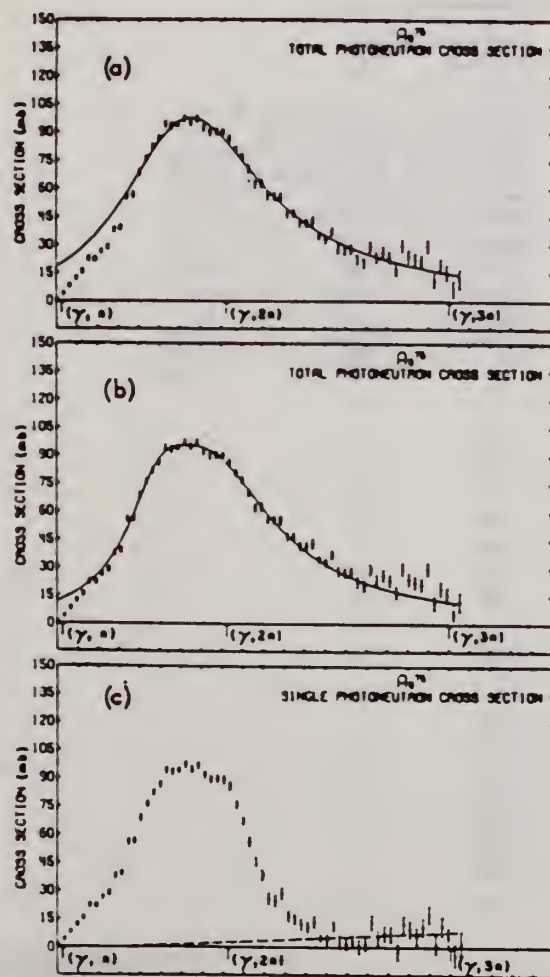 150
135
120
105
90
75
60
45
30
15
0
CROSS SECTION (mb)
(a)
As75
TOTAL PHOTONEUTRON CROSS SECTION
(γ, n)
(γ,2n)
(γ,3n)
150
135
120
105
90
75
60
45
30
15
0
CROSS SECTION (mb)
(b)
As75
TOTAL PHOTONEUTRON CROSS SECTION
(γ, n)
(γ,2n)
(γ,3n)
150
135
120
105
90
75
60
45
30
15
0
CROSS SECTION (mb)
(c)
As75
SINGLE PHOTONEUTRON CROSS SECTION
(γ, n)
(γ,2n)
(γ,3n)